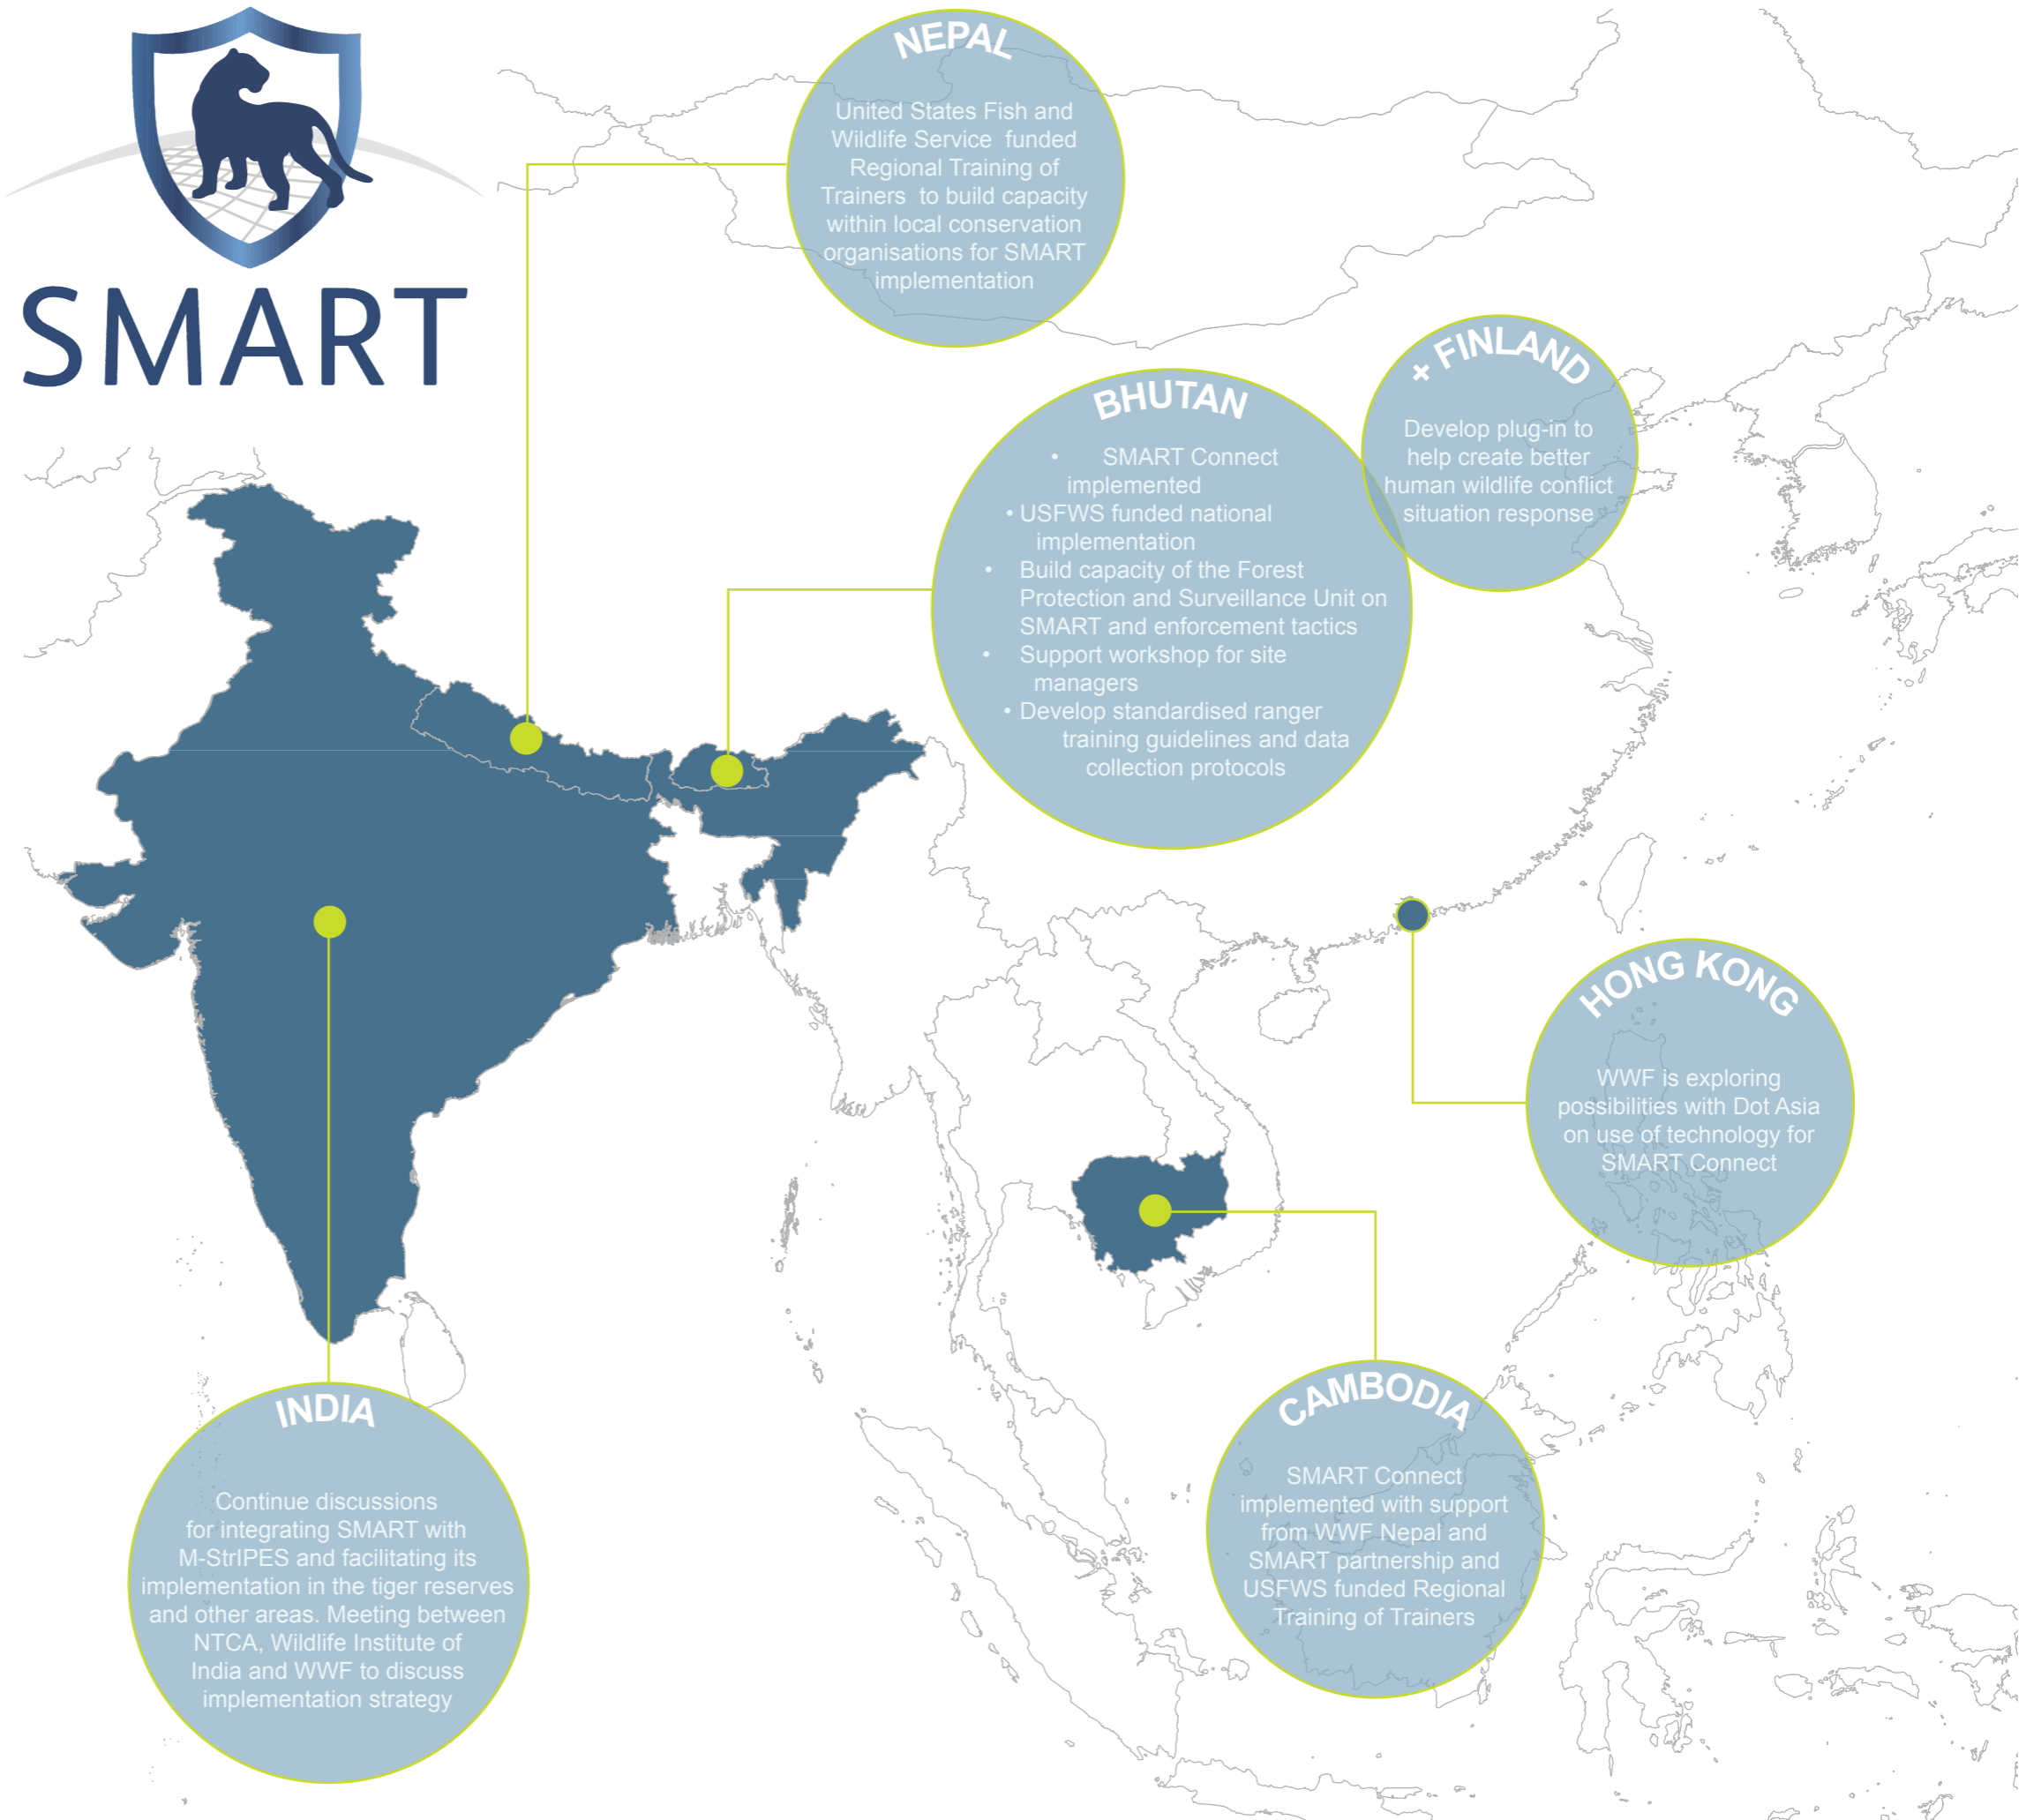 SMART
NEPAL
United States Fish and
Wildlife Service funded
Regional Training of
Trainers to build capacity
within local conservation
organisations for SMART
implementation
+ FINLAND
Develop plug-in to
help create better
human wildlife conflict
situation response
BHUTAN
• SMART Connect
implemented
• USFWS funded national
implementation
• Build capacity of the Forest
Protection and Surveillance Unit on
SMART and enforcement tactics
• Support workshop for site
managers
• Develop standardised ranger
training guidelines and data
collection protocols
HONG KONG
WWF is exploring
possibilities with Dot Asia
on use of technology for
SMART Connect
CAMBODIA
SMART Connect
implemented with support
from WWF Nepal and
SMART partnership and
USFWS funded Regional
Training of Trainers
INDIA
Continue discussions
for integrating SMART with
M-StrIPES and facilitating its
implementation in the tiger reserves
and other areas. Meeting between
NTCA, Wildlife Institute of
India and WWF to discuss
implementation strategy